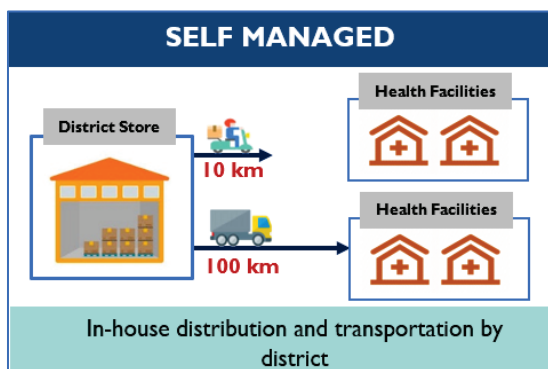 SELF MANAGED
District Store
10 km
100 km
Health Facilities
Health Facilities
In-house distribution and transportation by
district